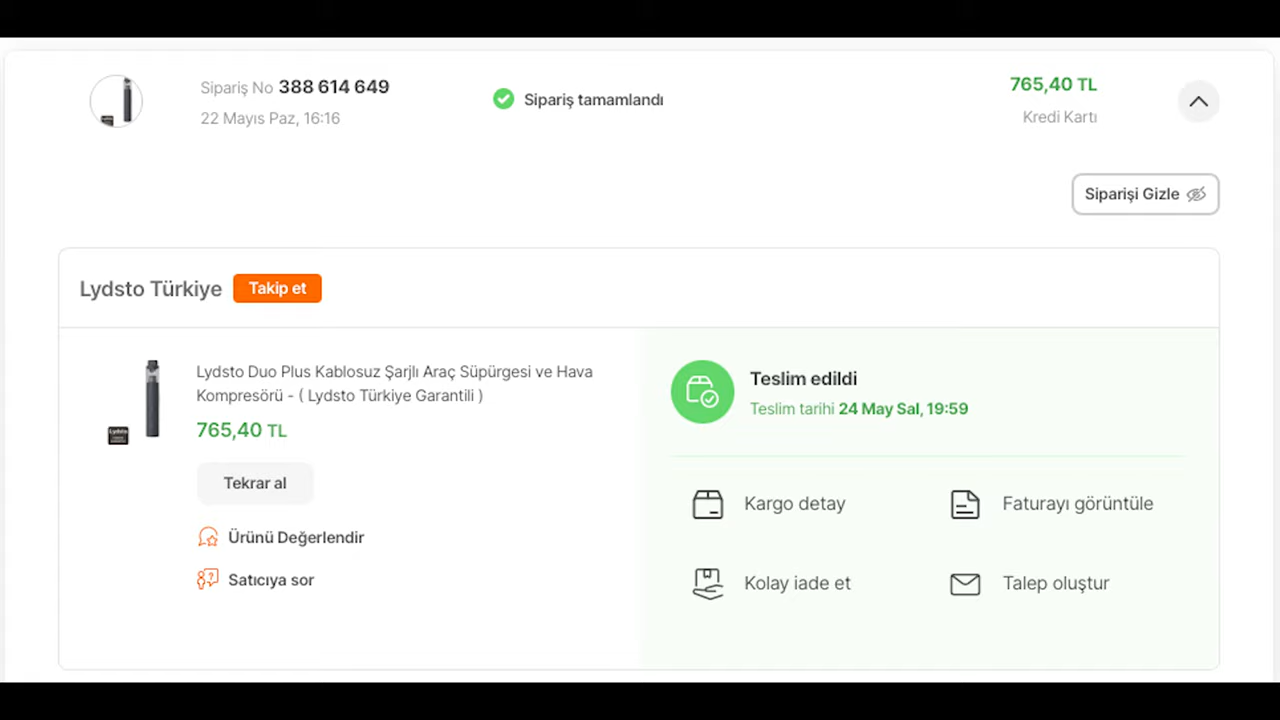 Sipariş No 388 614 649
22 Mayıs Paz, 16:16
Sipariş tamamlandı
765,40 TL
Kredi Kartı
Siparişi Gizle
Lydsto Türkiye
Takip et
Lydsto Duo Plus Kablosuz Şarjlı Araç Süpürgesi ve Hava
Kompresörü - ( Lydsto Türkiye Garantili )
765,40 TL
Tekrar al
Ürünü Değerlendir
Satıcıya sor
Teslim edildi
Teslim tarihi 24 May Sal, 19:59
Kargo detay
Faturayı görüntüle
Kolay iade et
Talep oluştur